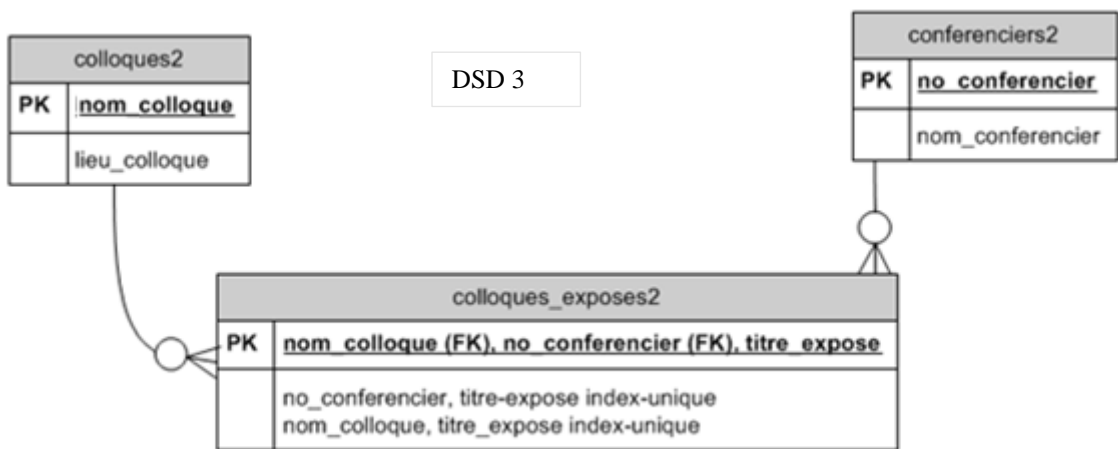 colloques2
PK nom_colloque
lieu_colloque
DSD 3
conferenciers2
PK no_conferencier
nom_conferencier
colloques_exposes2
PK nom_colloque (FK), no_conferencier (FK), titre_expose
no_conferencier, titre-expose index-unique
nom_colloque, titre_expose index-unique